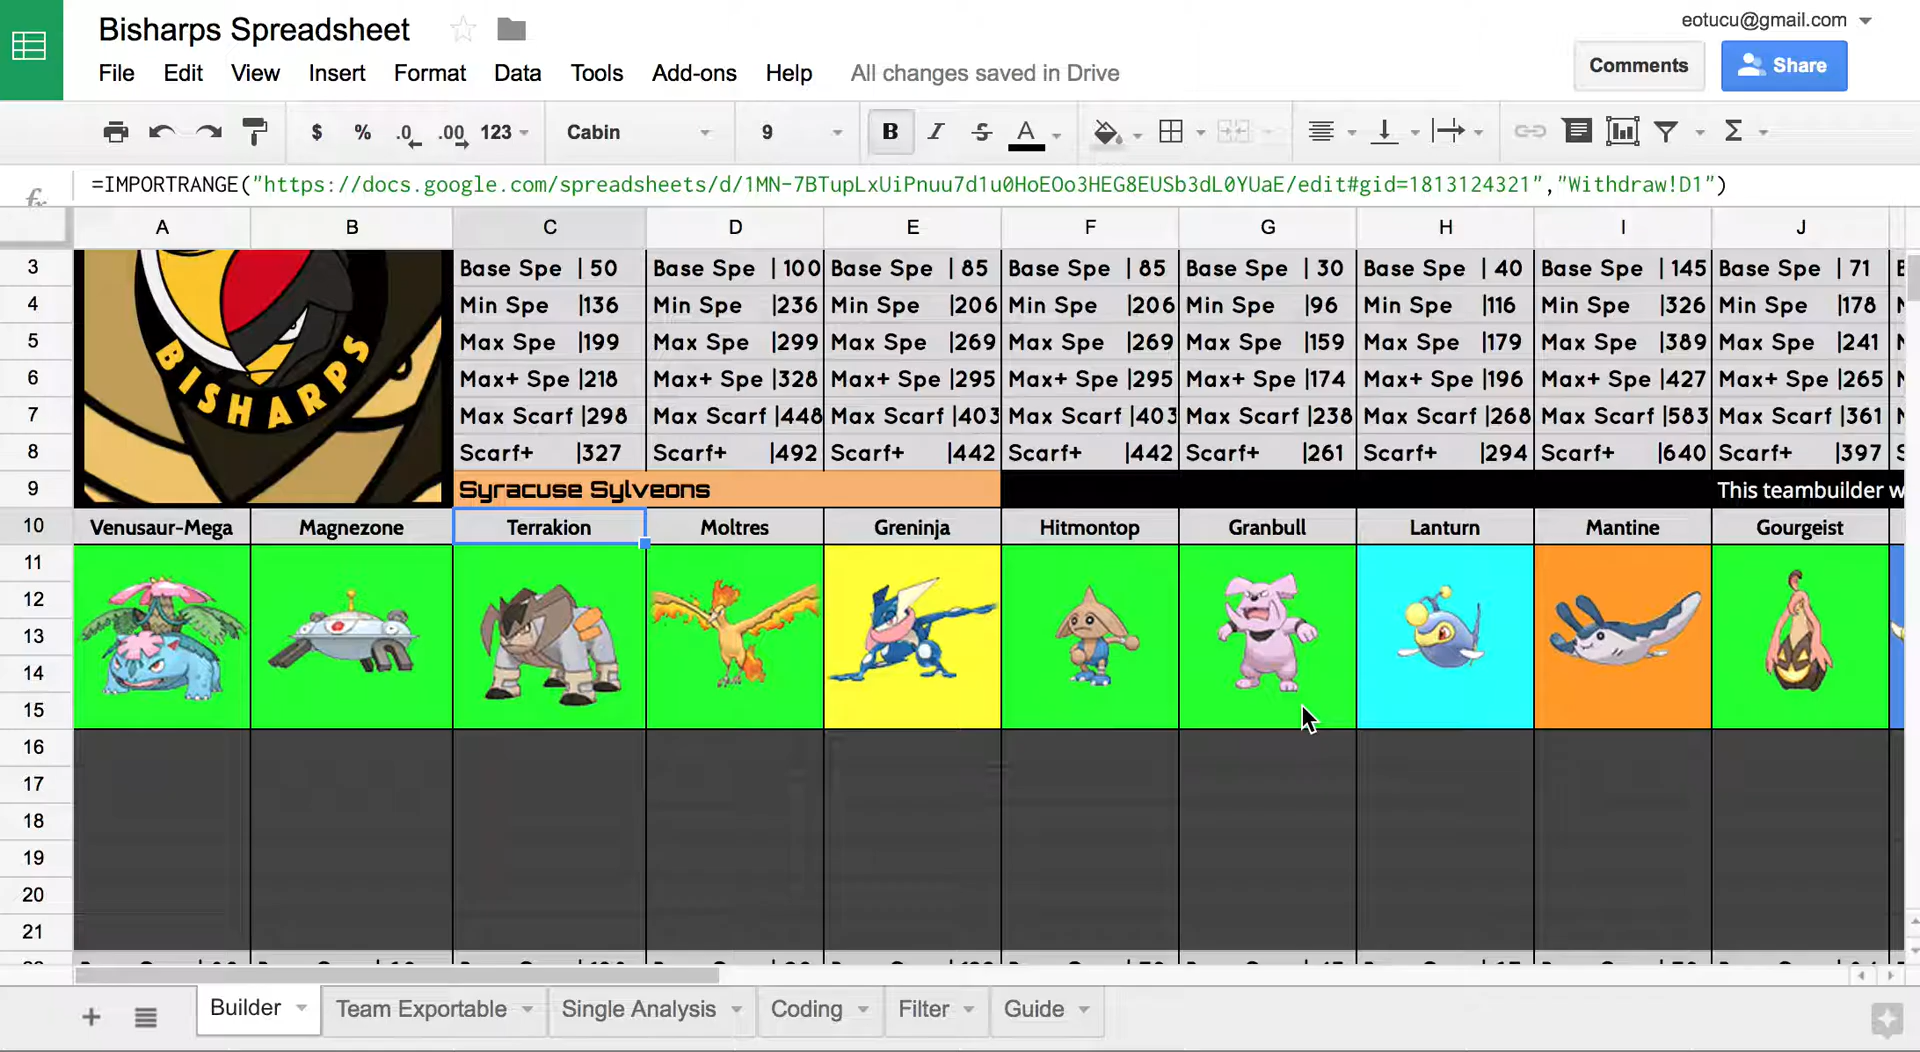 Bisharps Spreadsheet
eotucu@gmail.com
File Edit View Insert Format Data Tools Add-ons Help All changes saved in Drive
Comments Share
$ % .0 .00 123 Cabin 9 B I S A Σ
fx =IMPORTRANGE("https://docs.google.com/spreadsheets/d/1MN-7BTupLxUiPnuu7d1u0HoEOo3HEG8EUSb3dL0YUaE/edit#gid=1813124321","Withdraw!D1")
A B C D E F G H I J
BISHARPS
3 Base Spe | 50 Base Spe | 100 Base Spe | 85 Base Spe | 85 Base Spe | 30 Base Spe | 40 Base Spe | 145 Base Spe | 71
4 Min Spe |136 Min Spe |236 Min Spe |206 Min Spe |206 Min Spe |96 Min Spe |116 Min Spe |326 Min Spe |178
5 Max Spe |199 Max Spe |299 Max Spe |269 Max Spe |269 Max Spe |159 Max Spe |179 Max Spe |389 Max Spe |241
6 Max+ Spe |218 Max+ Spe |328 Max+ Spe |295 Max+ Spe |295 Max+ Spe |174 Max+ Spe |196 Max+ Spe |427 Max+ Spe |265
7 Max Scarf |298 Max Scarf |448 Max Scarf |403 Max Scarf |403 Max Scarf |238 Max Scarf |268 Max Scarf |583 Max Scarf |361
8 Scarf+ |327 Scarf+ |492 Scarf+ |442 Scarf+ |442 Scarf+ |261 Scarf+ |294 Scarf+ |640 Scarf+ |397
9 Syracuse Sylveons This teambuilder w
10 Venusaur-Mega Magnezone Terrakion Moltres Greninja Hitmontop Granbull Lanturn Mantine Gourgeist
11
12
13
14
15
16
17
18
19
20
21
Builder Team Exportable Single Analysis Coding Filter Guide